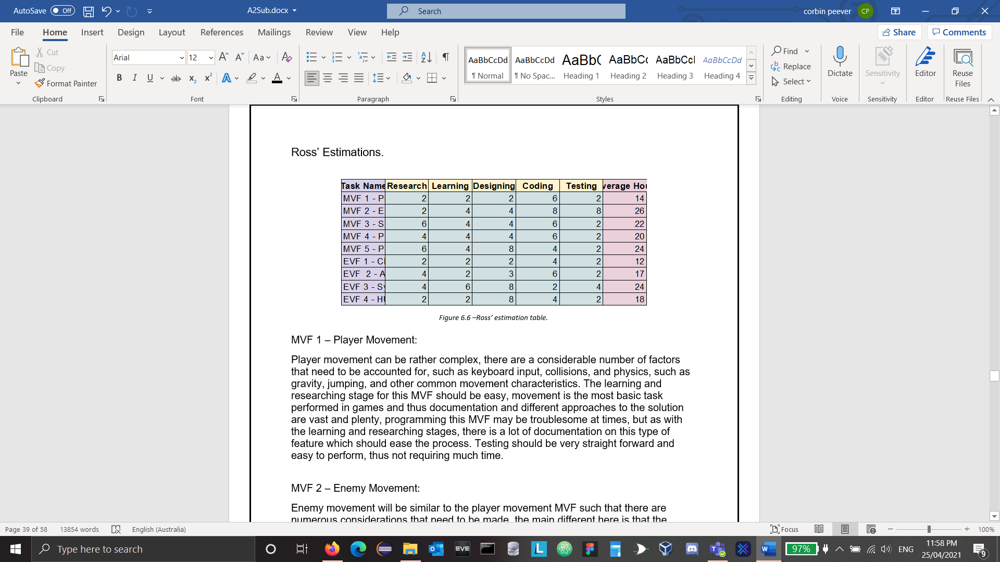 AutoSave Off A2Sub.docx Search corbin peever CP
File Home Insert Design Layout References Mailings Review View Help Share Comments
Paste Cut Copy Format Painter Clipboard
Arial 12 Font
Paragraph
AaBbCcDd AaBbCcDd AaBbC AaBbCc AaBbCcI AaBbCcDd
¶ Normal ¶ No Spac... Heading 1 Heading 2 Heading 3 Heading 4
Styles
Find Replace Select Editing
Dictate Voice
Sensitivity Sensitivity
Editor Editor
Reuse Files Reuse Files
Ross’ Estimations.
Task Name Research Learning Designing Coding Testing verage Hou
MVF 1 - P 2 2 2 6 2 14
MVF 2 - E 2 4 4 8 8 26
MVF 3 - S 6 4 4 6 2 22
MVF 4 - P 4 4 4 6 2 20
MVF 5 - P 6 4 8 4 2 24
EVF 1 - C 2 2 2 4 2 12
EVF 2 - A 4 2 3 6 2 17
EVF 3 - Sy 4 6 8 2 4 24
EVF 4 - HU 2 2 8 4 2 18
Figure 6.6 –Ross’ estimation table.
MVF 1 – Player Movement:
Player movement can be rather complex, there are a considerable number of factors
that need to be accounted for, such as keyboard input, collisions, and physics, such as
gravity, jumping, and other common movement characteristics. The learning and
researching stage for this MVF should be easy, movement is the most basic task
performed in games and thus documentation and different approaches to the solution
are vast and plenty, programming this MVF may be troublesome at times, but as with
the learning and researching stages, there is a lot of documentation on this type of
feature which should ease the process. Testing should be very straight forward and
easy to perform, thus not requiring much time.
MVF 2 – Enemy Movement:
Enemy movement will be similar to the player movement MVF such that there are
numerous considerations that need to be made, the main different here is that the
Page 39 of 58 13854 words English (Australia) Focus 100%
Type here to search EVE 97% ENG 11:58 PM
25/04/2021 9